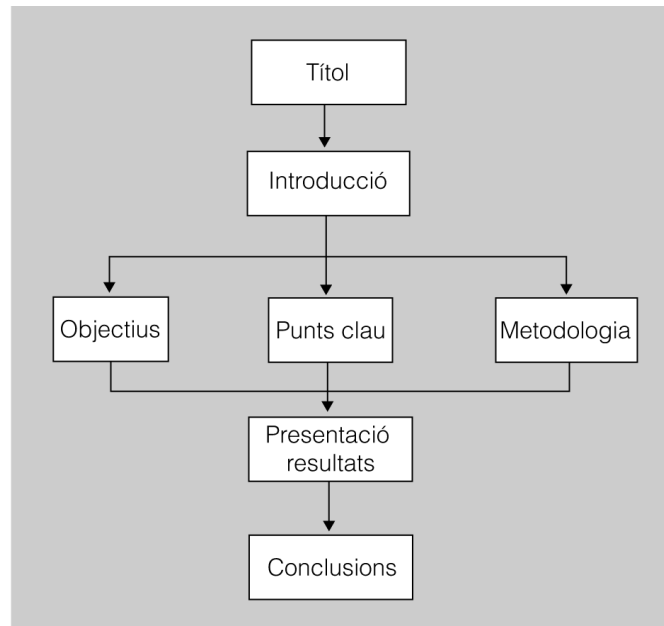 Títol
Introducció
Objectius
Punts clau
Metodologia
Presentació
resultats
Conclusions